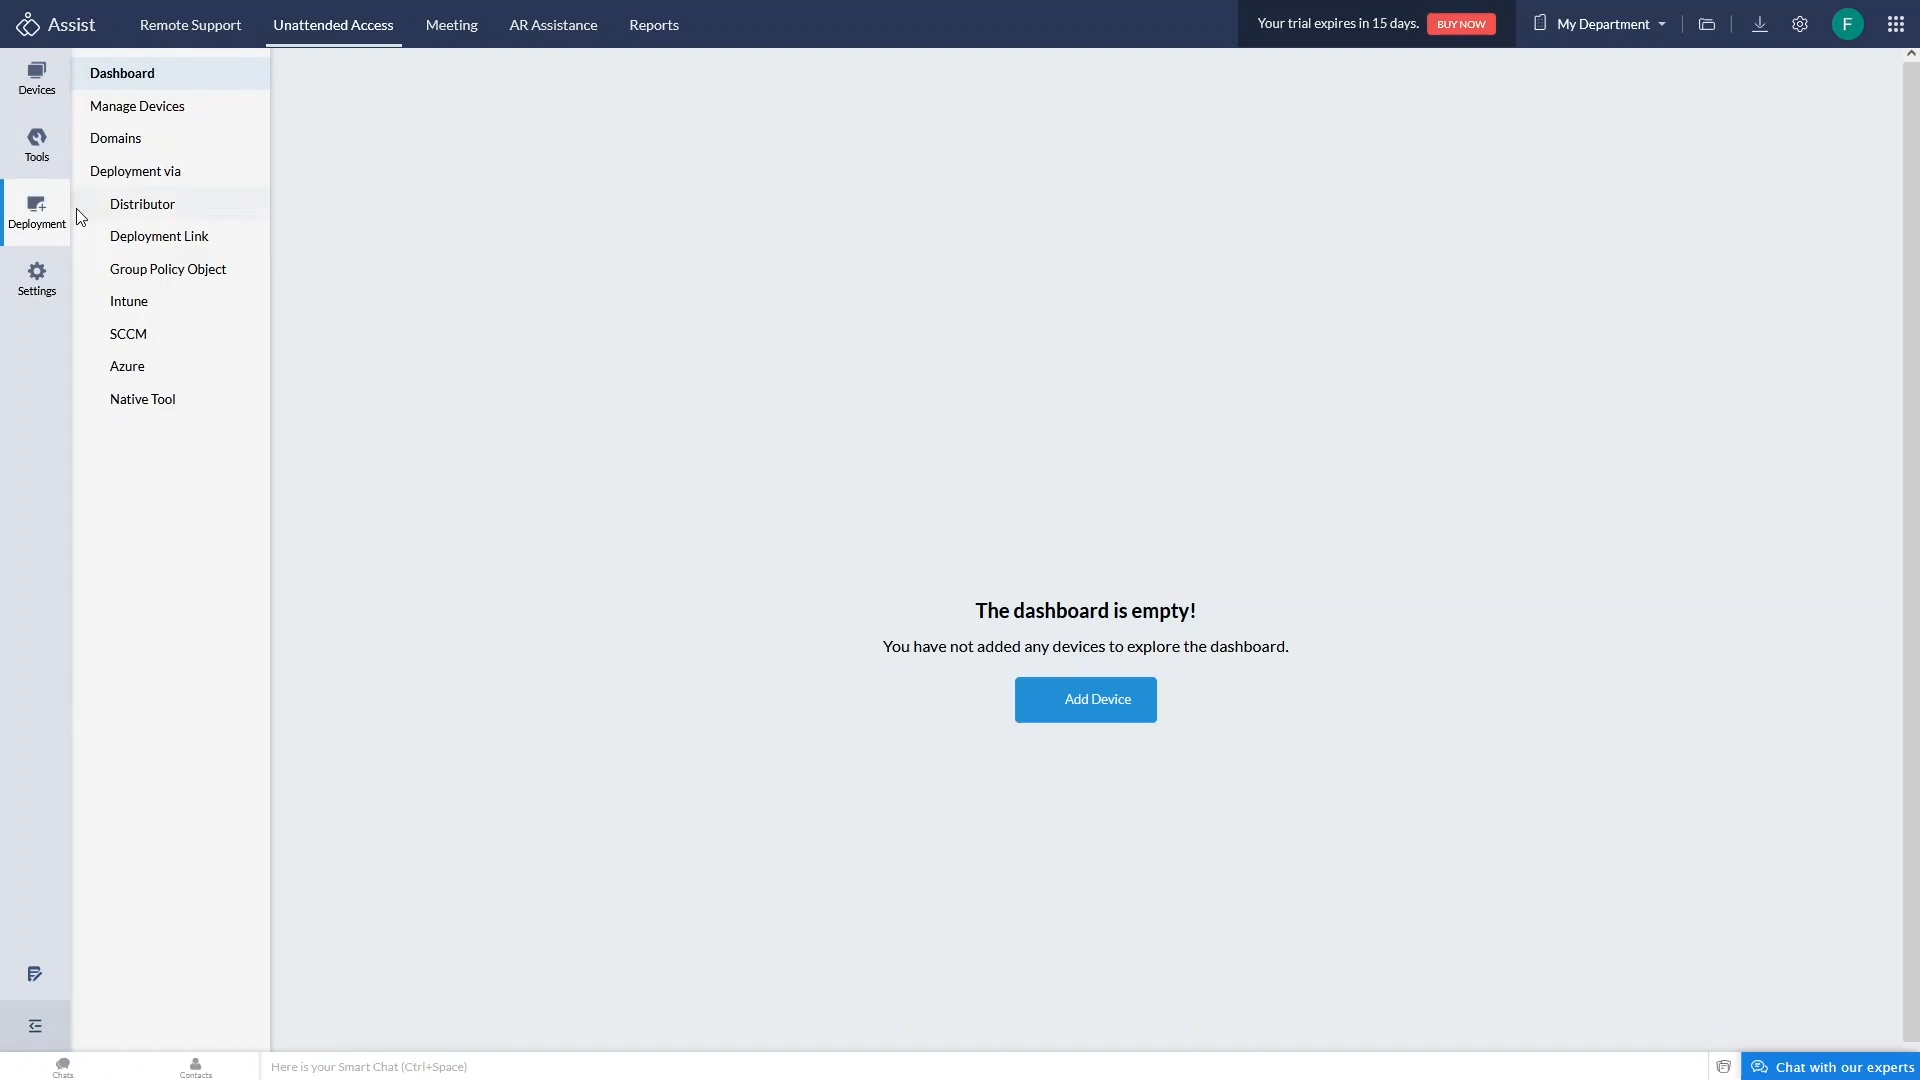 Assist
Remote Support
Unattended Access
Meeting
AR Assistance
Reports
Your trial expires in 15 days.
BUY NOW
My Department
F
Devices
Tools
Deployment
Settings
Dashboard
Manage Devices
Domains
Deployment via
Distributor
Deployment Link
Group Policy Object
Intune
SCCM
Azure
Native Tool
The dashboard is empty!
You have not added any devices to explore the dashboard.
Add Device
Chats
Contacts
Here is your Smart Chat (Ctrl+Space)
Chat with our experts